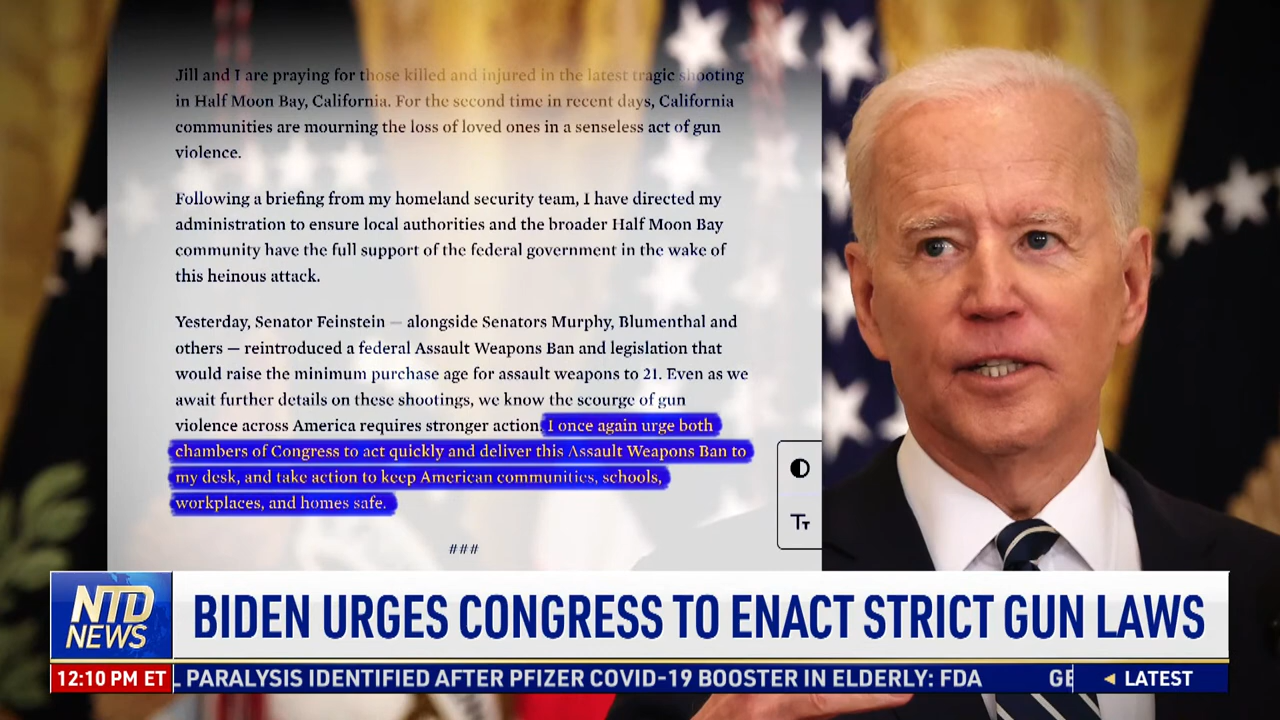 Jill and I are praying for those killed and injured in the latest tragic shooting
in Half Moon Bay, California. For the second time in recent days, California
communities are mourning the loss of loved ones in a senseless act of gun
violence.
Following a briefing from my homeland security team, I have directed my
administration to ensure local authorities and the broader Half Moon Bay
community have the full support of the federal government in the wake of
this heinous attack.
Yesterday, Senator Feinstein — alongside Senators Murphy, Blumenthal and
others — reintroduced a federal Assault Weapons Ban and legislation that
would raise the minimum purchase age for assault weapons to 21. Even as we
await further details on these shootings, we know the scourge of gun
violence across America requires stronger action. I once again urge both
chambers of Congress to act quickly and deliver this Assault Weapons Ban to
my desk, and take action to keep American communities, schools,
workplaces, and homes safe.
###
TT
NTD
NEWS
BIDEN URGES CONGRESS TO ENACT STRICT GUN LAWS
12:10 PM ET
PARALYSIS IDENTIFIED AFTER PFIZER COVID-19 BOOSTER IN ELDERLY: FDA
LATEST